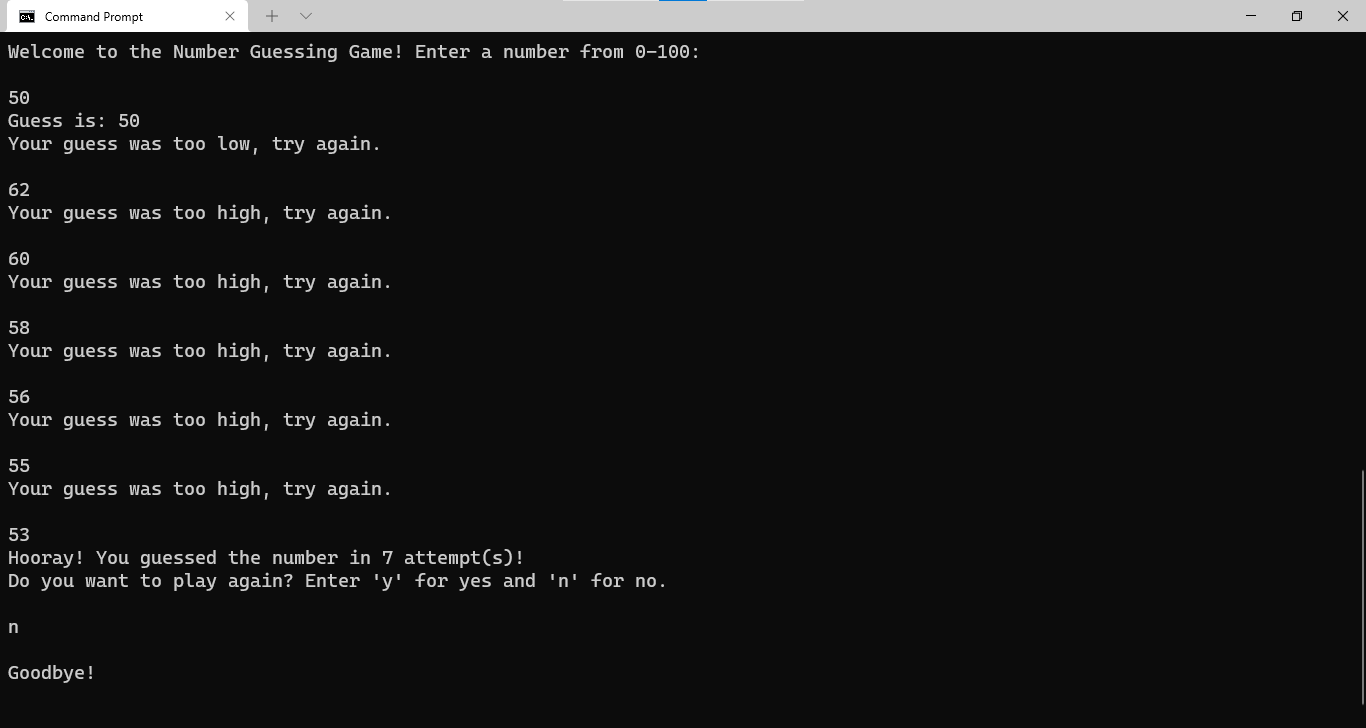 Command Prompt
Welcome to the Number Guessing Game! Enter a number from 0-100:
50
Guess is: 50
Your guess was too low, try again.
62
Your guess was too high, try again.
60
Your guess was too high, try again.
58
Your guess was too high, try again.
56
Your guess was too high, try again.
55
Your guess was too high, try again.
53
Hooray! You guessed the number in 7 attempt(s)!
Do you want to play again? Enter 'y' for yes and 'n' for no.
n
Goodbye!